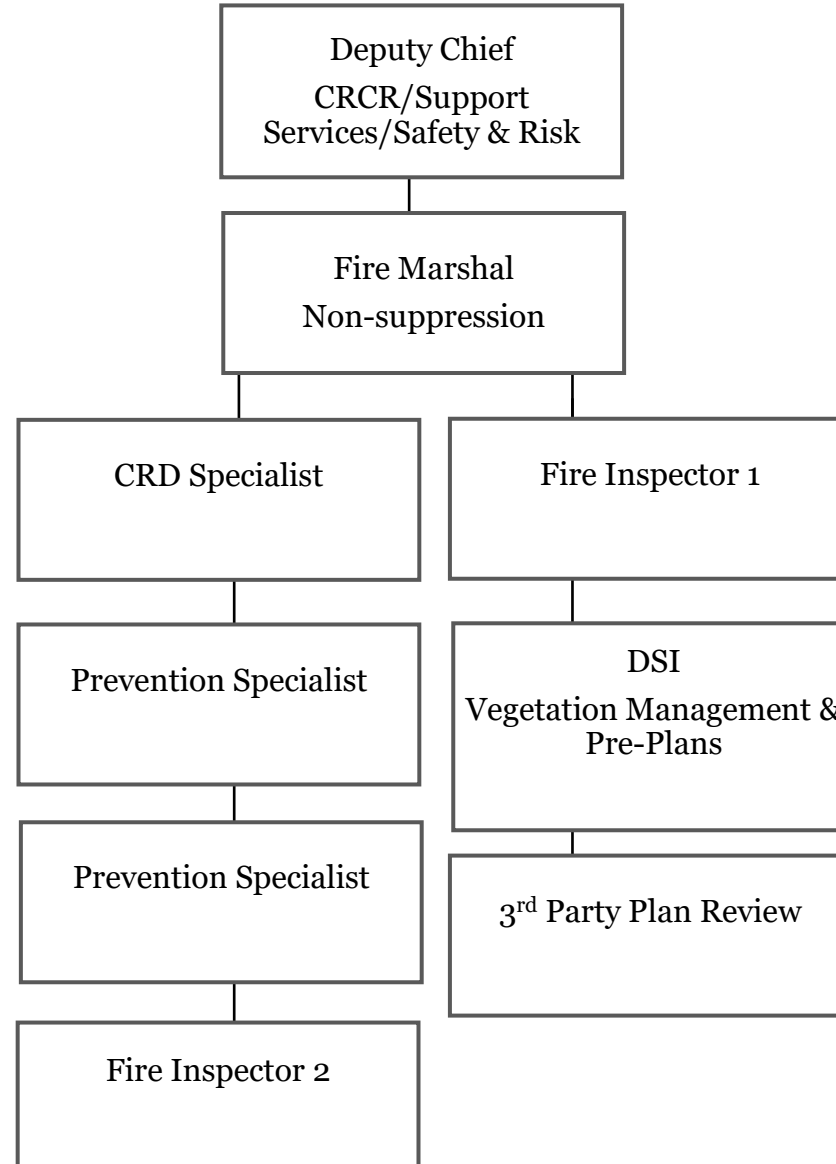 Deputy Chief
CRCR/Support
Services/Safety & Risk
Fire Marshal
Non-suppression
CRD Specialist
Fire Inspector 1
Prevention Specialist
DSI
Vegetation Management &
Pre-Plans
Prevention Specialist
3rd Party Plan Review
Fire Inspector 2